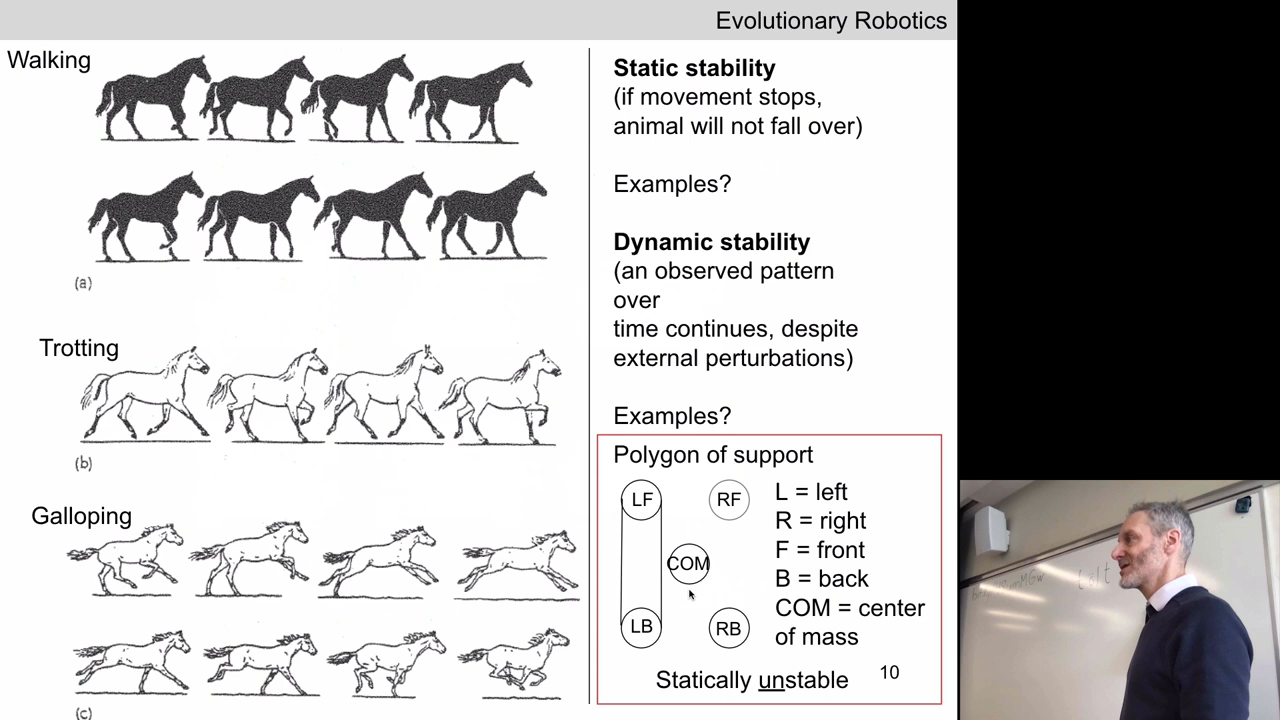 Evolutionary Robotics
Walking
(a)
Trotting
(b)
Galloping
(c)
Static stability
(if movement stops,
animal will not fall over)
Examples?
Dynamic stability
(an observed pattern
over
time continues, despite
external perturbations)
Examples?
Polygon of support
LF
RF
COM
LB
RB
L = left
R = right
F = front
B = back
COM = center
of mass
Statically unstable
10